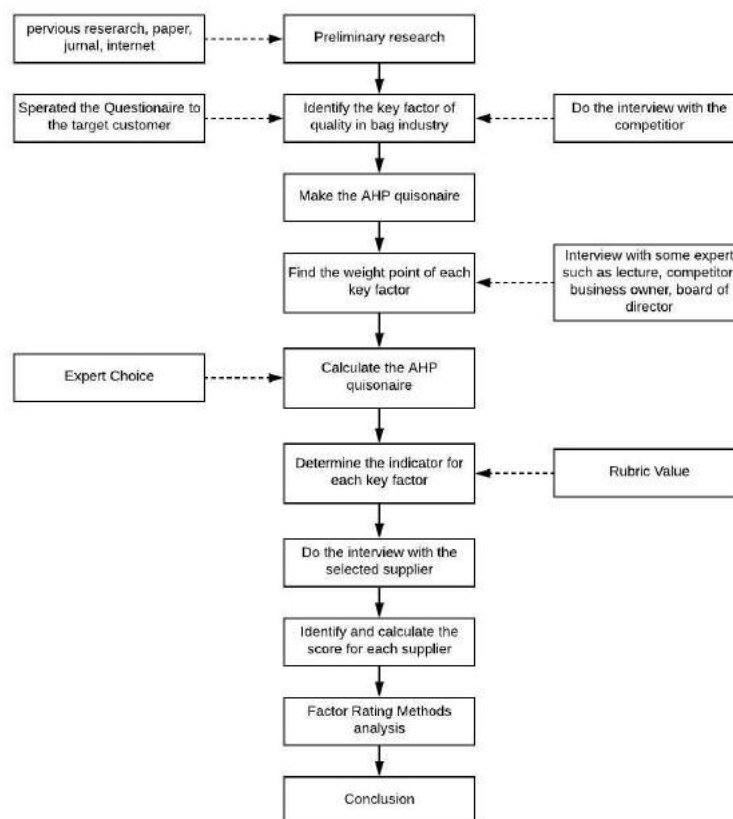 pervious reserarch, paper,
jurnal, internet
Preliminary research
Sperated the Questionaire to
the target customer
Identify the key factor of
quality in bag industry
Do the interview with the
competitior
Make the AHP quisonaire
Find the weight point of each
key factor
Interview with some expert
such as lecture, competitor
business owner, board of
director
Expert Choice
Calculate the AHP
quisonaire
Determine the indicator for
each key factor
Rubric Value
Do the interview with the
selected supplier
Identify and calculate the
score for each supplier
Factor Rating Methods
analysis
Conclusion